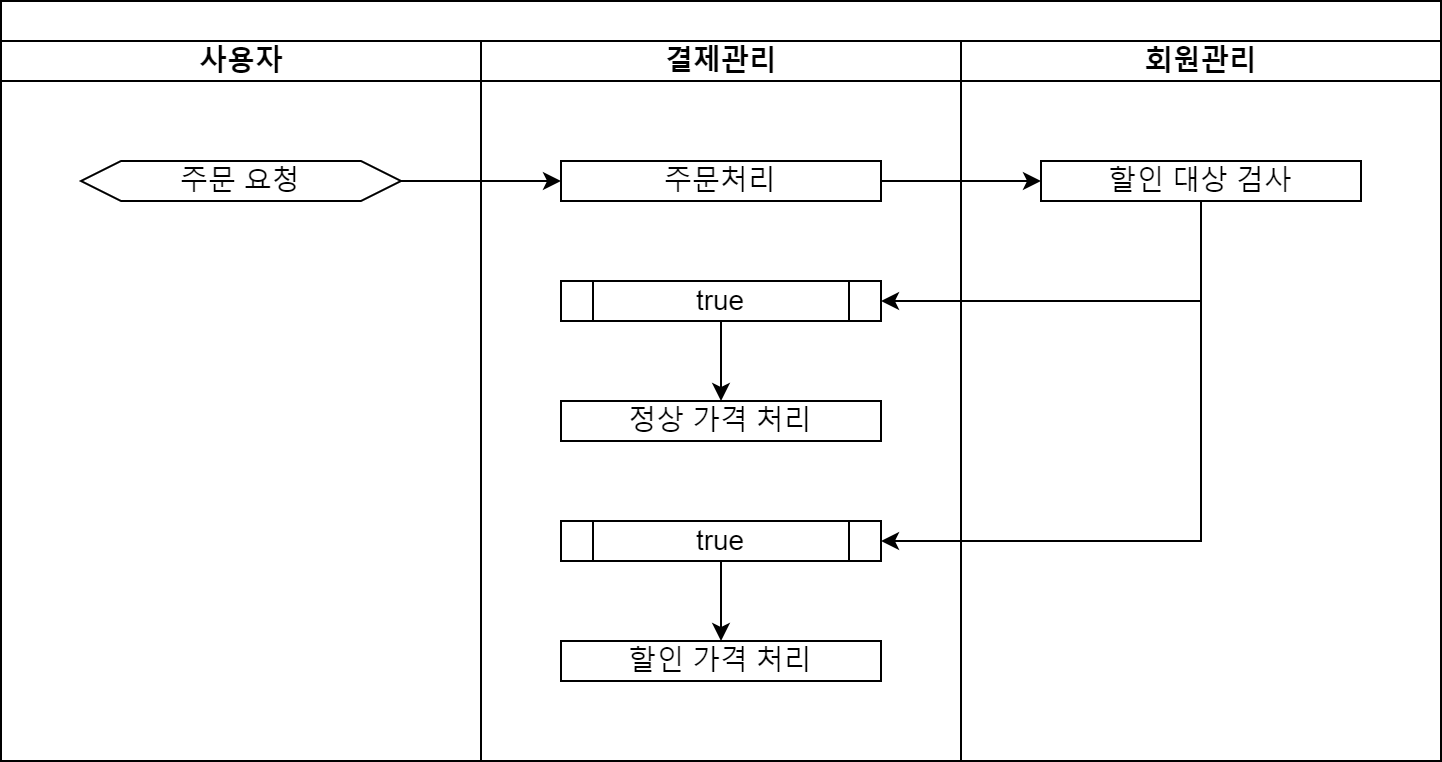 사용자
결제관리
회원관리
주문 요청
주문처리
할인 대상 검사
true
정상 가격 처리
true
할인 가격 처리